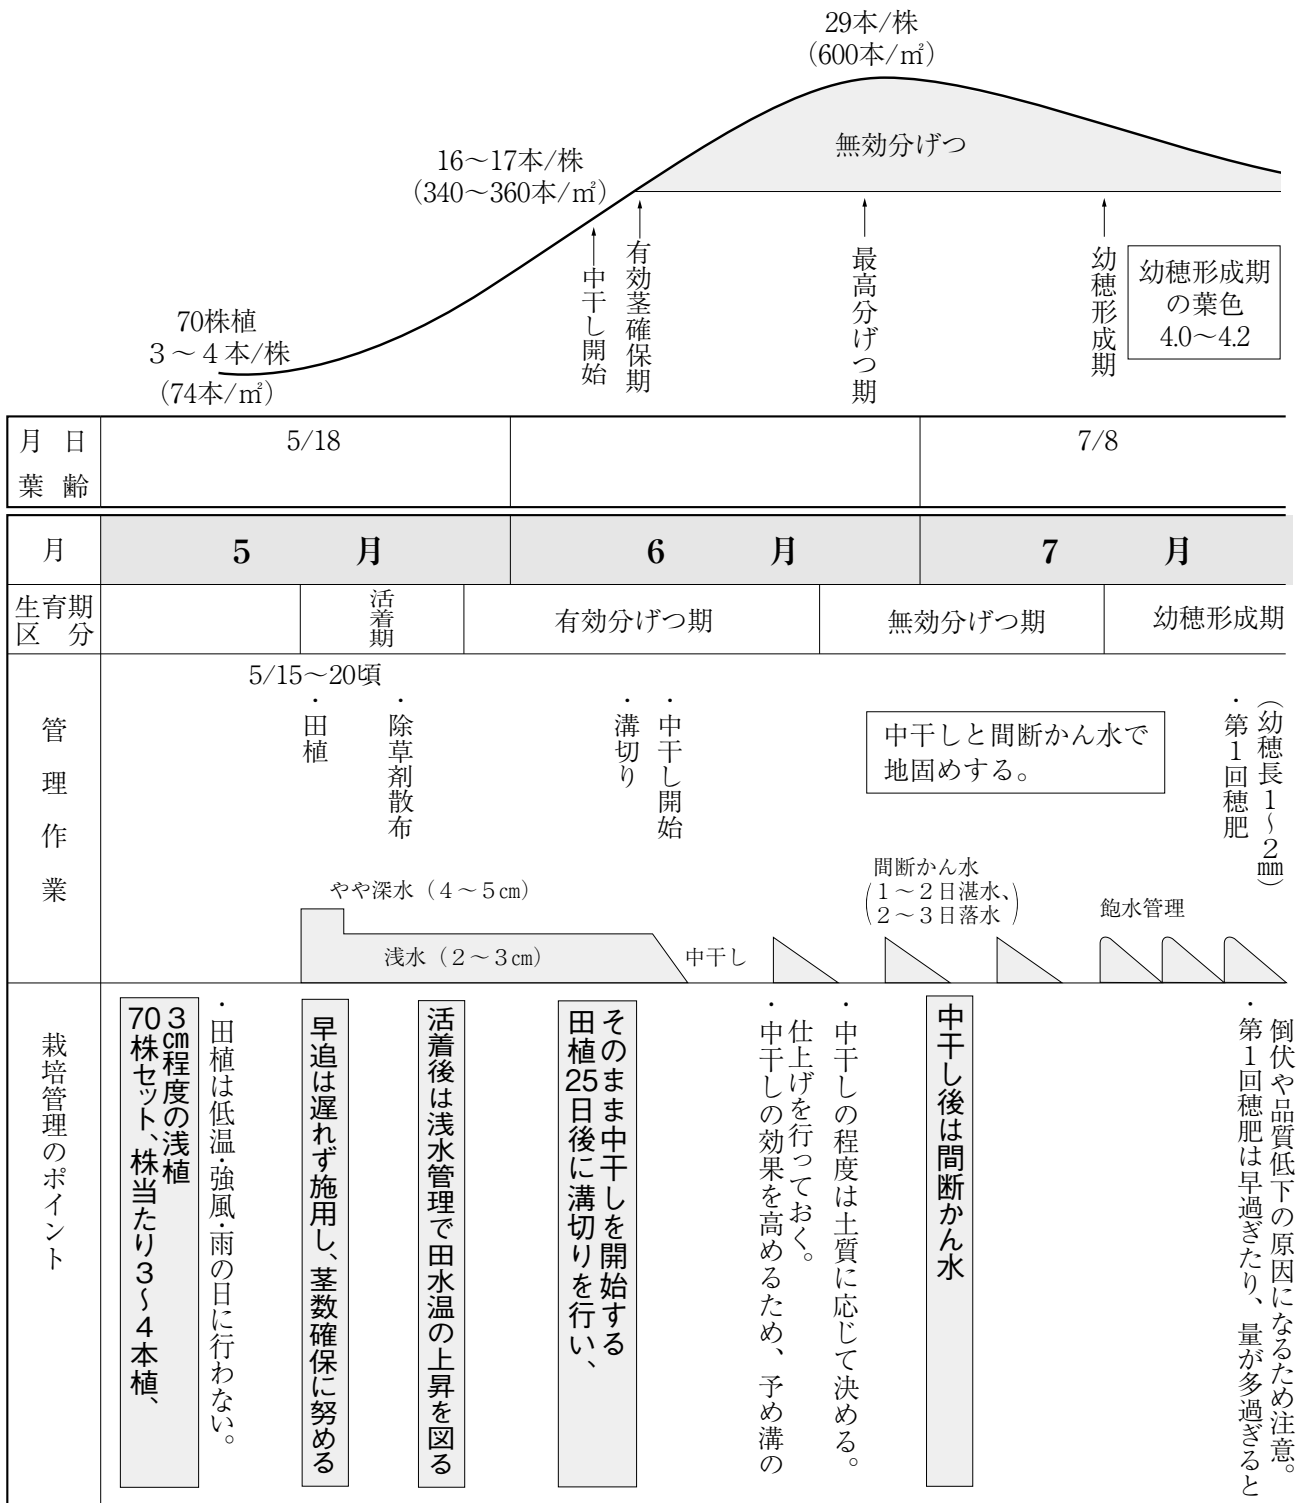 29本/株
(600本/㎡)
無効分げつ
16〜17本/株
(340〜360本/㎡)
70株植
3〜4本/株
(74本/㎡)
中干し開始
有効茎確保期
最高分げつ期
幼穂形成期
幼穂形成期
の葉色
4.0〜4.2
月 日
葉 齢
5/18
7/8
月
5 月
6 月
7 月
生育期
区 分
活着期
有効分げつ期
無効分げつ期
幼穂形成期
管理作業
5/15〜20頃
・田植
・除草剤散布
・溝切り
・中干し開始
中干しと間断かん水で
地固めする。
・第1回穂肥
(幼穂長1〜2㎜)
やや深水(4〜5㎝)
浅水(2〜3㎝)
中干し
間断かん水
(1〜2日湛水、
2〜3日落水)
飽水管理
栽培管理のポイント
70株セット、株当たり3〜4本植、
3㎝程度の浅植
・田植は低温・強風・雨の日に行わない。
早追は遅れず施用し、茎数確保に努める
活着後は浅水管理で田水温の上昇を図る
田植25日後に溝切りを行い、
そのまま中干しを開始する
・中干しの効果を高めるため、予め溝の
仕上げを行っておく。
・中干しの程度は土質に応じて決める。
中干し後は間断かん水
・第1回穂肥は早過ぎたり、量が多過ぎると
倒伏や品質低下の原因になるため注意。